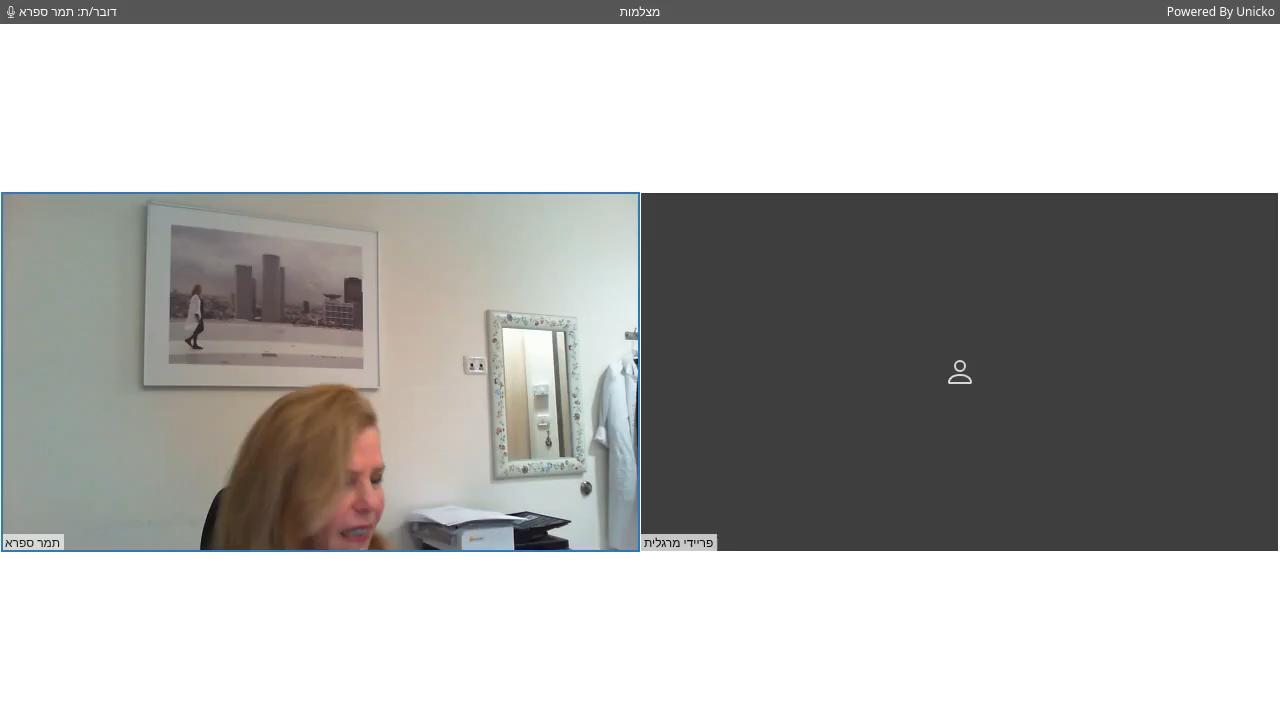 דובר/ת: תמר ספרא
מצלמות
Powered By Unicko
תמר ספרא
פריידי מרגלית